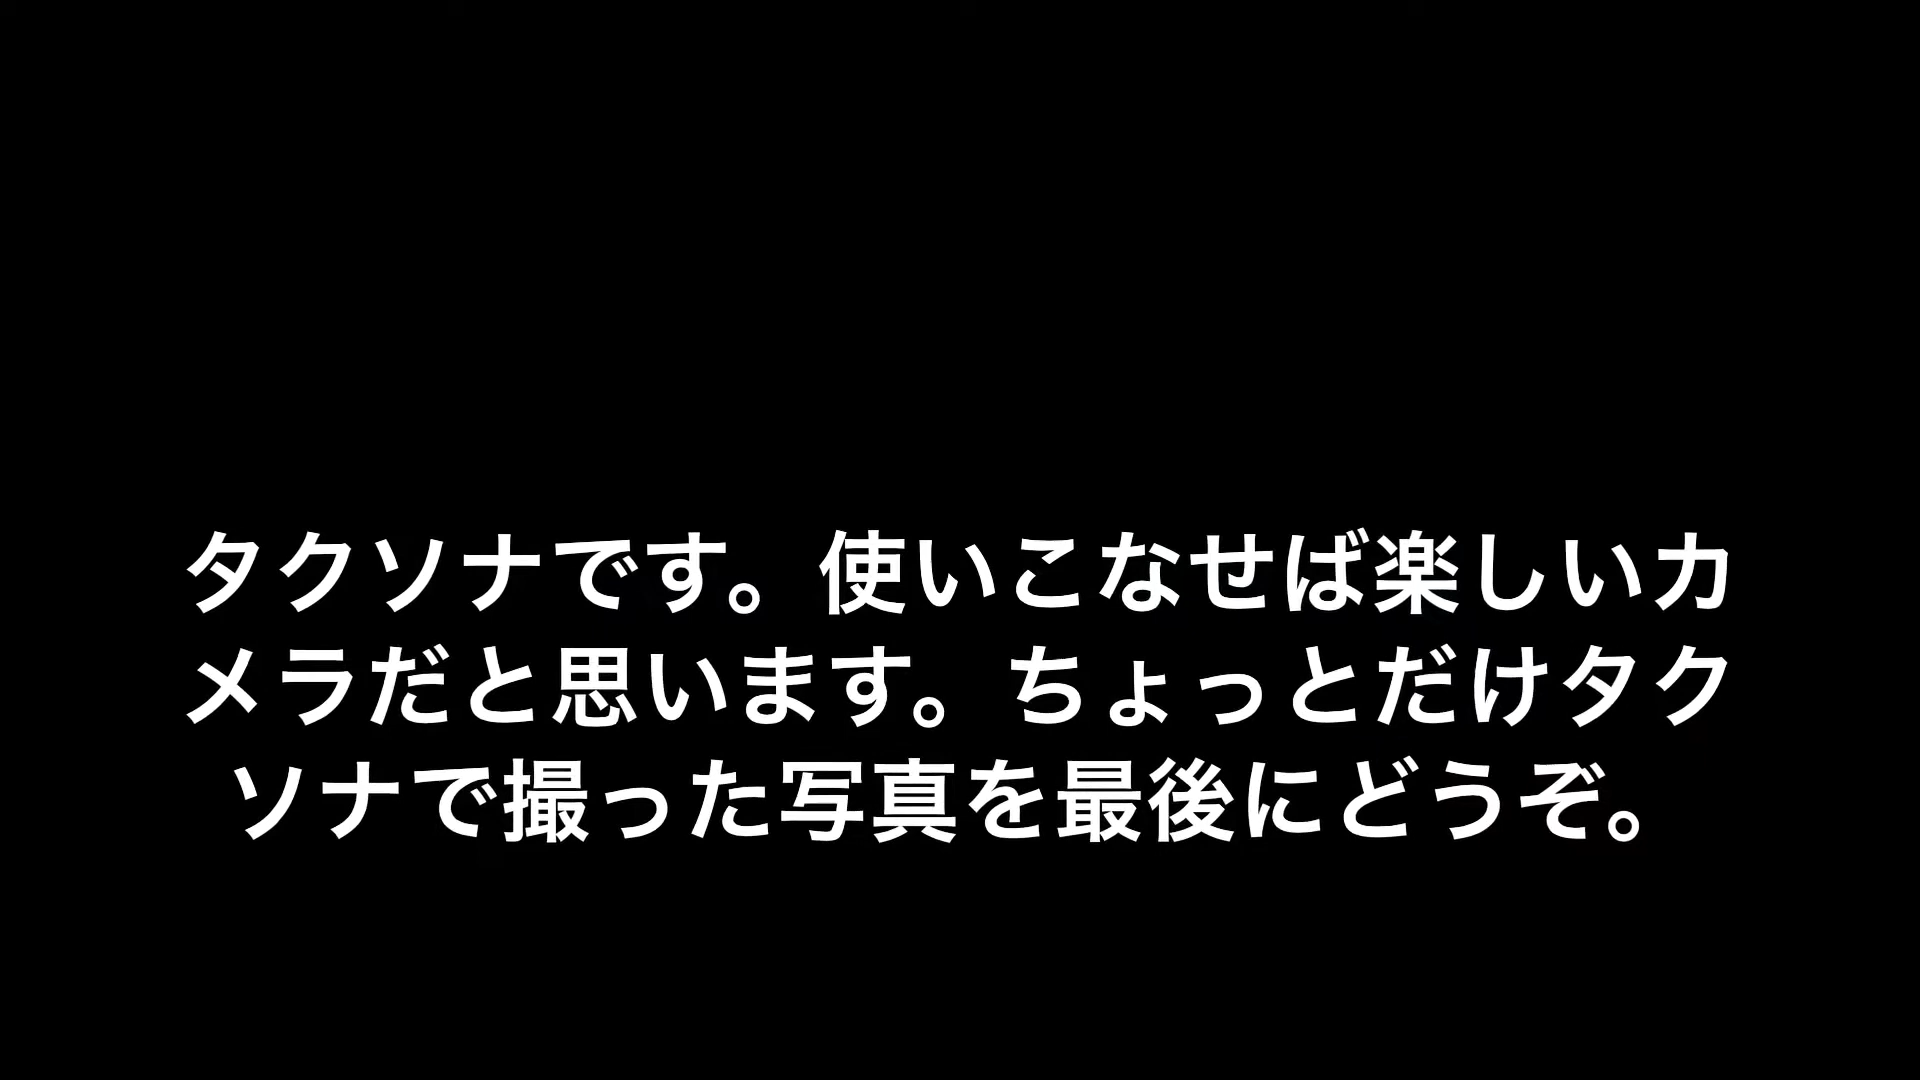 タクソナです。使いこなせば楽しいカ
メラだと思います。ちょっとだけタク
ソナで撮った写真を最後にどうぞ。